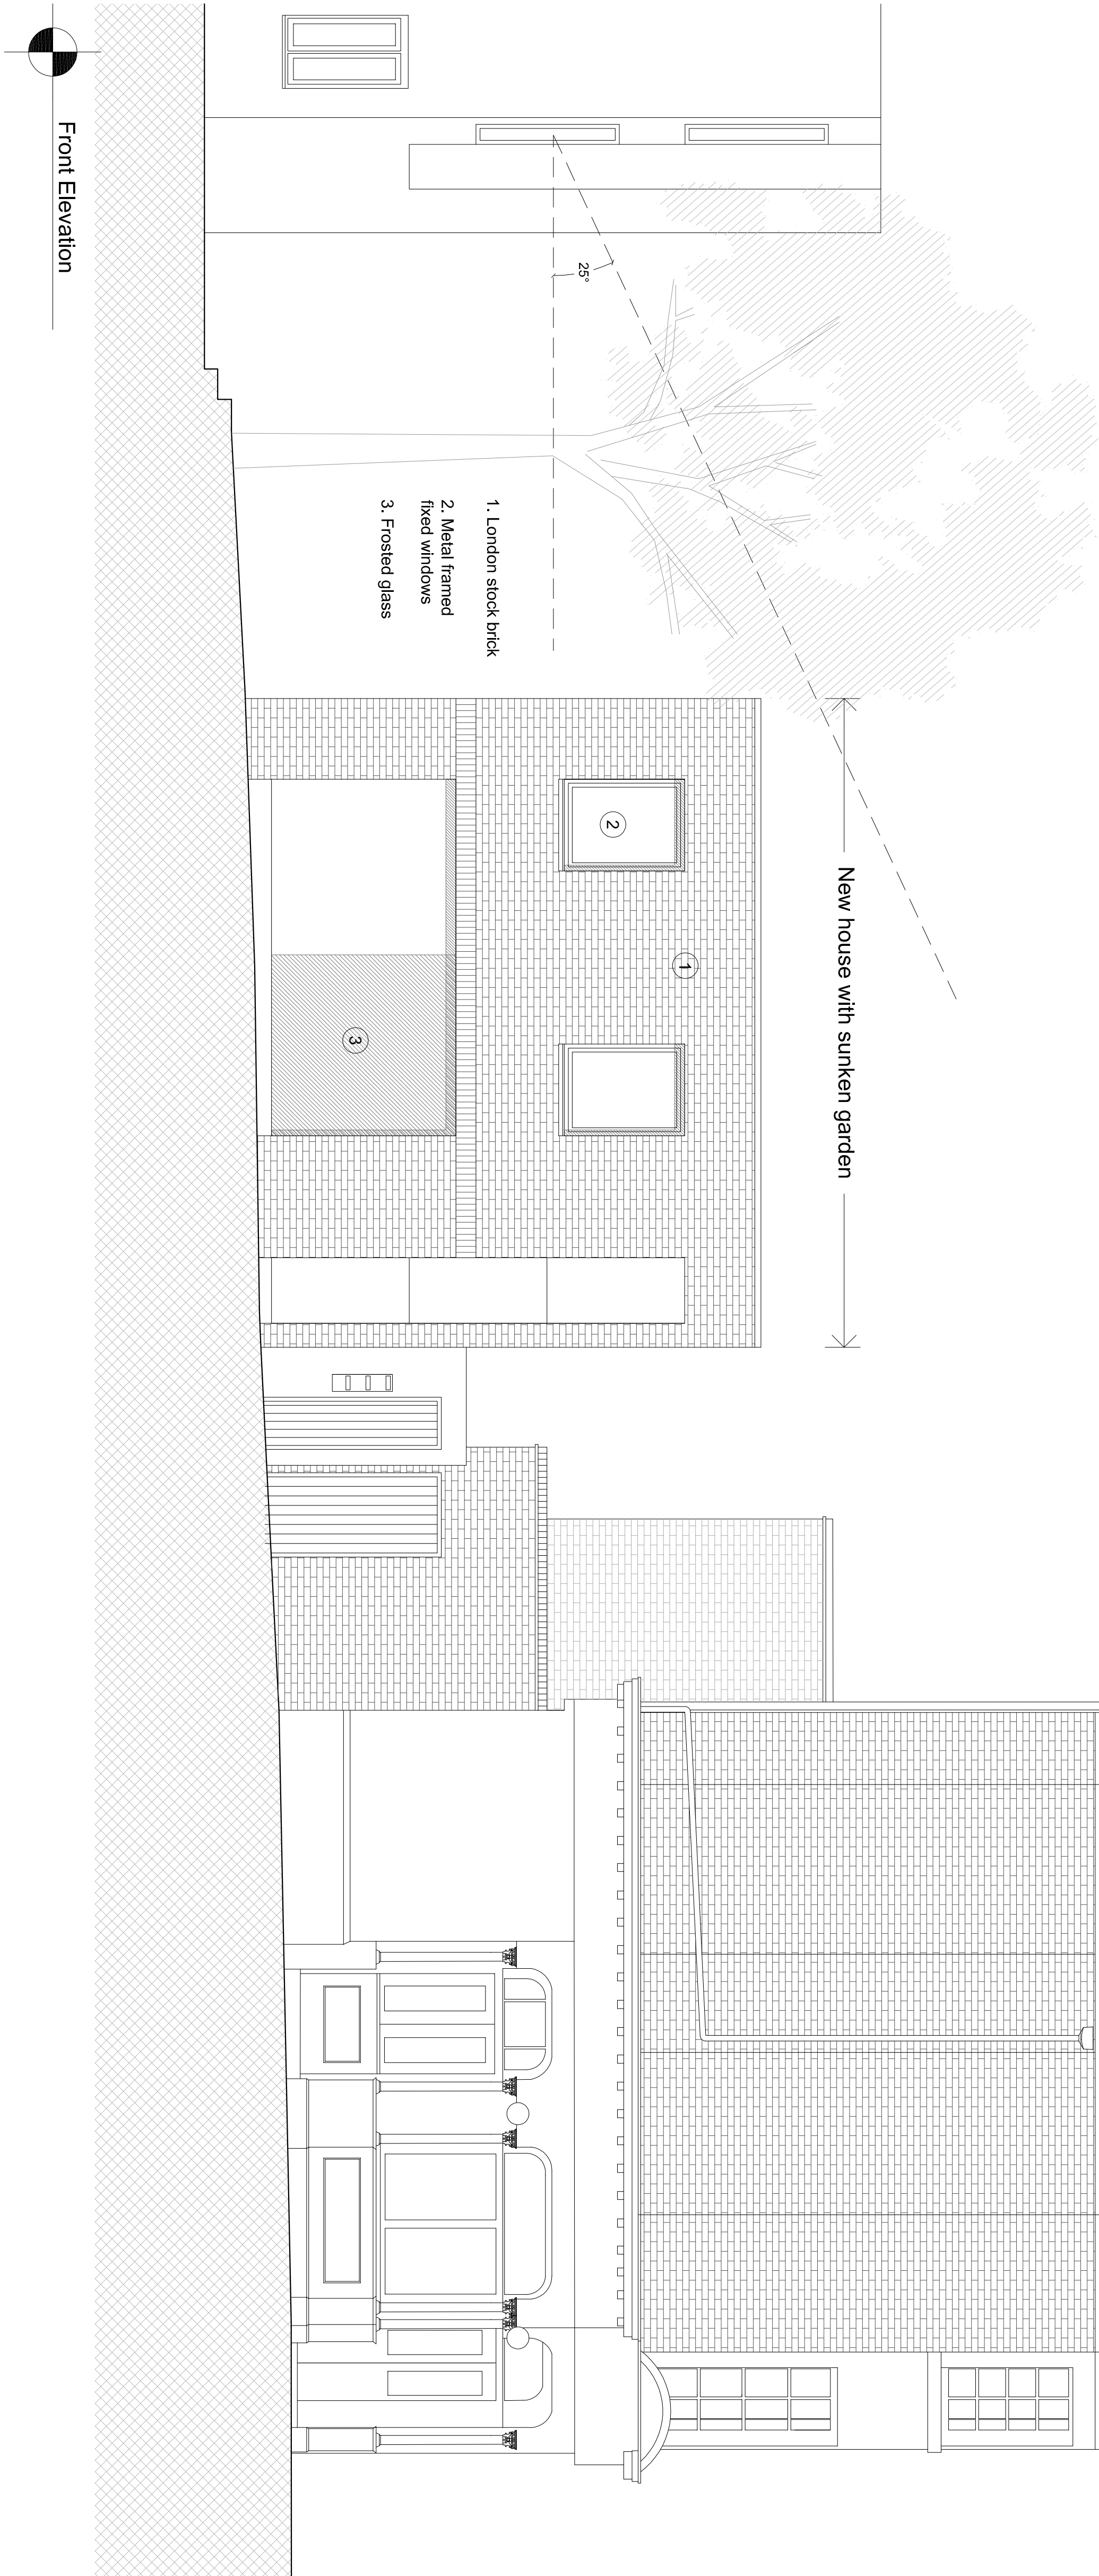 New house with sunken garden
25°
1. London stock brick
2. Metal framed
fixed windows
3. Frosted glass
2
1
3
Front Elevation